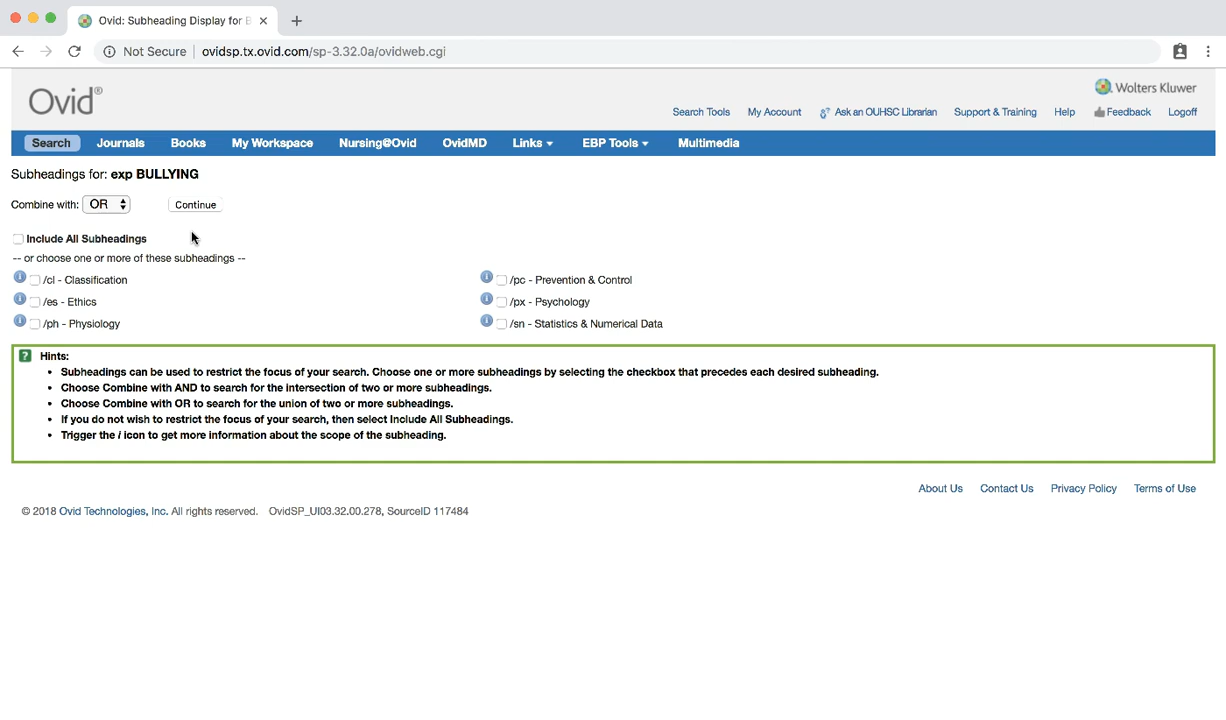 Ovid: Subheading Display for B
Not Secure ovidsp.tx.ovid.com/sp-3.32.0a/ovidweb.cgi
Ovid®
Wolters Kluwer
Search Tools My Account Ask an OUHSC Librarian Support & Training Help Feedback Logoff
Search Journals Books My Workspace Nursing@Ovid OvidMD Links EBP Tools Multimedia
Subheadings for: exp BULLYING
Combine with: OR Continue
Include All Subheadings
-- or choose one or more of these subheadings --
/cl - Classification /pc - Prevention & Control
/es - Ethics /px - Psychology
/ph - Physiology /sn - Statistics & Numerical Data
? Hints:
• Subheadings can be used to restrict the focus of your search. Choose one or more subheadings by selecting the checkbox that precedes each desired subheading.
• Choose Combine with AND to search for the intersection of two or more subheadings.
• Choose Combine with OR to search for the union of two or more subheadings.
• If you do not wish to restrict the focus of your search, then select Include All Subheadings.
• Trigger the i icon to get more information about the scope of the subheading.
About Us Contact Us Privacy Policy Terms of Use
© 2018 Ovid Technologies, Inc. All rights reserved. OvidSP_UI03.32.00.278, SourceID 117484